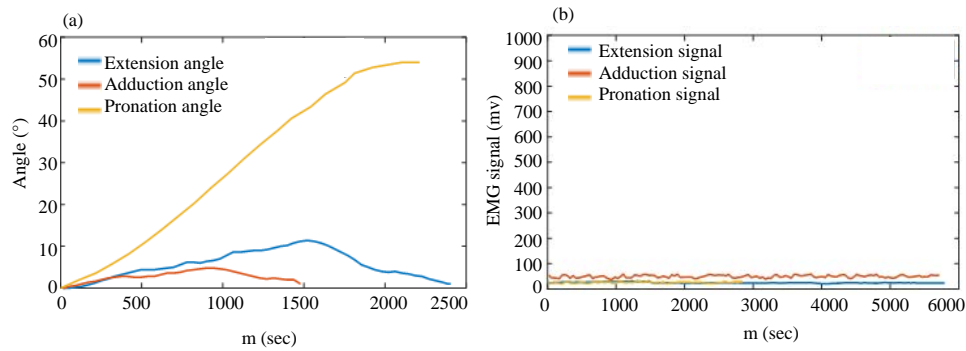 (a)
60
50
40
30
20
10
0
Angle (°)
Extension angle
Adduction angle
Pronation angle
0 500 1000 1500 2000 2500
m (sec)
(b)
1000
900
800
700
600
500
400
300
200
100
0
EMG signal (mv)
Extension signal
Adduction signal
Pronation signal
0 1000 2000 3000 4000 5000 6000
m (sec)